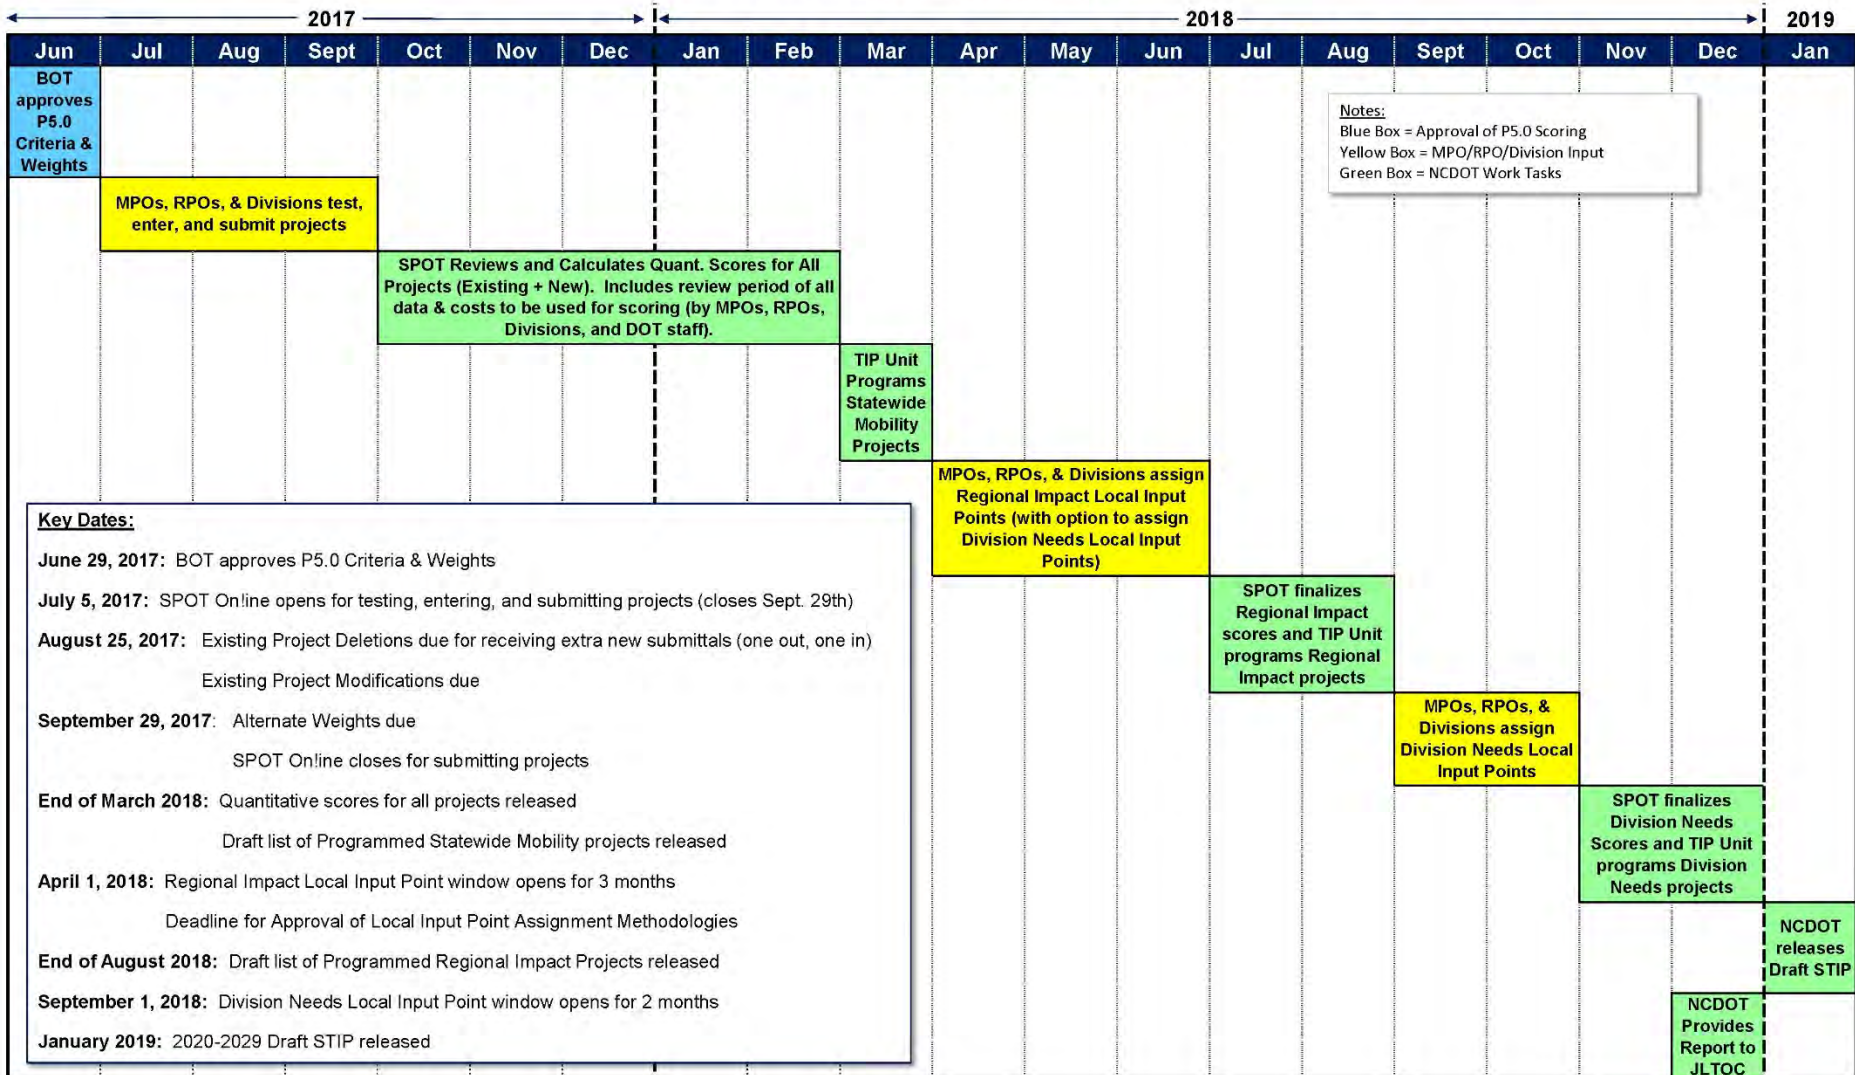 2017
2018
2019
Jun Jul Aug Sept Oct Nov Dec Jan Feb Mar Apr May Jun Jul Aug Sept Oct Nov Dec Jan
BOT
approves
P5.0
Criteria &
Weights
Notes:
Blue Box = Approval of P5.0 Scoring
Yellow Box = MPO/RPO/Division Input
Green Box = NCDOT Work Tasks
MPOs, RPOs, & Divisions test,
enter, and submit projects
SPOT Reviews and Calculates Quant. Scores for All
Projects (Existing + New). Includes review period of all
data & costs to be used for scoring (by MPOs, RPOs,
Divisions, and DOT staff).
TIP Unit
Programs
Statewide
Mobility
Projects
MPOs, RPOs, & Divisions assign
Regional Impact Local Input
Points (with option to assign
Division Needs Local Input
Points)
SPOT finalizes
Regional Impact
scores and TIP Unit
programs Regional
Impact projects
MPOs, RPOs, &
Divisions assign
Division Needs Local
Input Points
SPOT finalizes
Division Needs
Scores and TIP Unit
programs Division
Needs projects
NCDOT
releases
Draft STIP
NCDOT
Provides
Report to
JLTOC
Key Dates:
June 29, 2017: BOT approves P5.0 Criteria & Weights
July 5, 2017: SPOT On!ine opens for testing, entering, and submitting projects (closes Sept. 29th)
August 25, 2017: Existing Project Deletions due for receiving extra new submittals (one out, one in)
Existing Project Modifications due
September 29, 2017: Alternate Weights due
SPOT On!ine closes for submitting projects
End of March 2018: Quantitative scores for all projects released
Draft list of Programmed Statewide Mobility projects released
April 1, 2018: Regional Impact Local Input Point window opens for 3 months
Deadline for Approval of Local Input Point Assignment Methodologies
End of August 2018: Draft list of Programmed Regional Impact Projects released
September 1, 2018: Division Needs Local Input Point window opens for 2 months
January 2019: 2020-2029 Draft STIP released